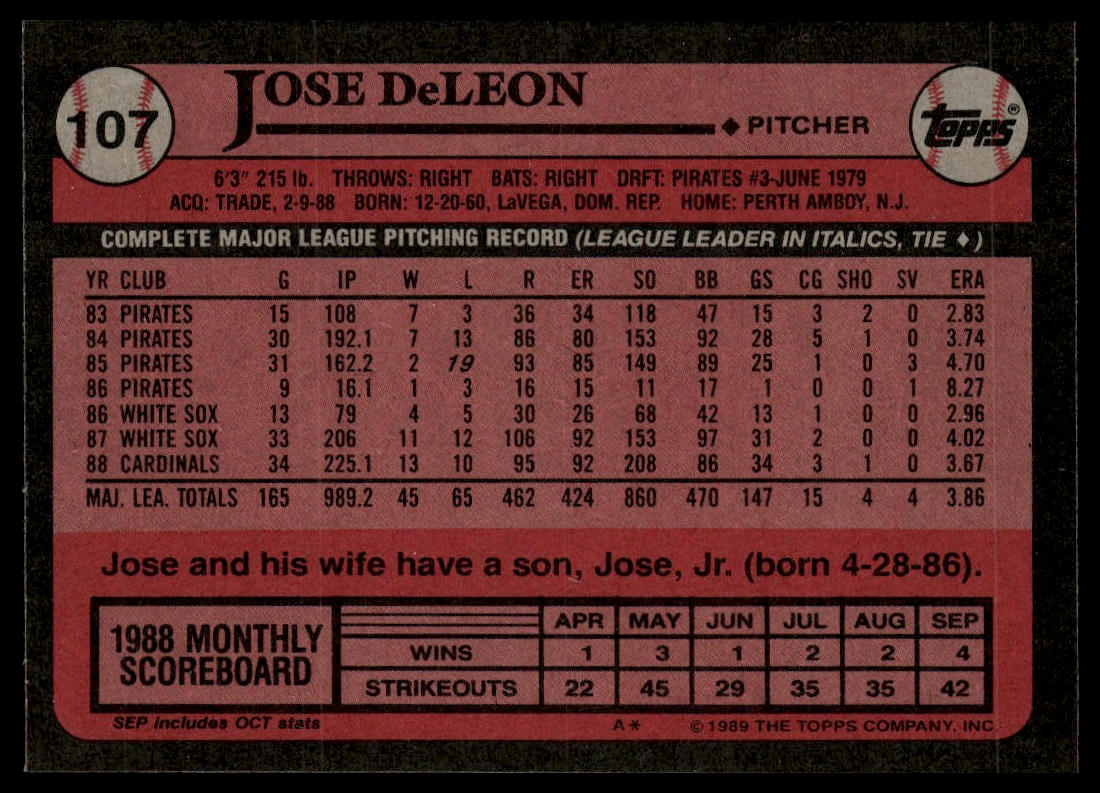 107
JOSE DeLEON
◆ PITCHER
TOPPS®
6'3" 215 lb. THROWS: RIGHT BATS: RIGHT DRFT: PIRATES #3-JUNE 1979
ACQ: TRADE, 2-9-88 BORN: 12-20-60, LaVEGA, DOM. REP. HOME: PERTH AMBOY, N.J.
COMPLETE MAJOR LEAGUE PITCHING RECORD (LEAGUE LEADER IN ITALICS, TIE ♦)
YR CLUB G IP W L R ER SO BB GS CG SHO SV ERA
83 PIRATES 15 108 7 3 36 34 118 47 15 3 2 0 2.83
84 PIRATES 30 192.1 7 13 86 80 153 92 28 5 1 0 3.74
85 PIRATES 31 162.2 2 19 93 85 149 89 25 1 0 3 4.70
86 PIRATES 9 16.1 1 3 16 15 11 17 1 0 0 1 8.27
86 WHITE SOX 13 79 4 5 30 26 68 42 13 1 0 0 2.96
87 WHITE SOX 33 206 11 12 106 92 153 97 31 2 0 0 4.02
88 CARDINALS 34 225.1 13 10 95 92 208 86 34 3 1 0 3.67
MAJ. LEA. TOTALS 165 989.2 45 65 462 424 860 470 147 15 4 4 3.86
Jose and his wife have a son, Jose, Jr. (born 4-28-86).
1988 MONTHLY
SCOREBOARD
APR MAY JUN JUL AUG SEP
WINS 1 3 1 2 2 4
STRIKEOUTS 22 45 29 35 35 42
SEP includes OCT stats
A* © 1989 THE TOPPS COMPANY, INC